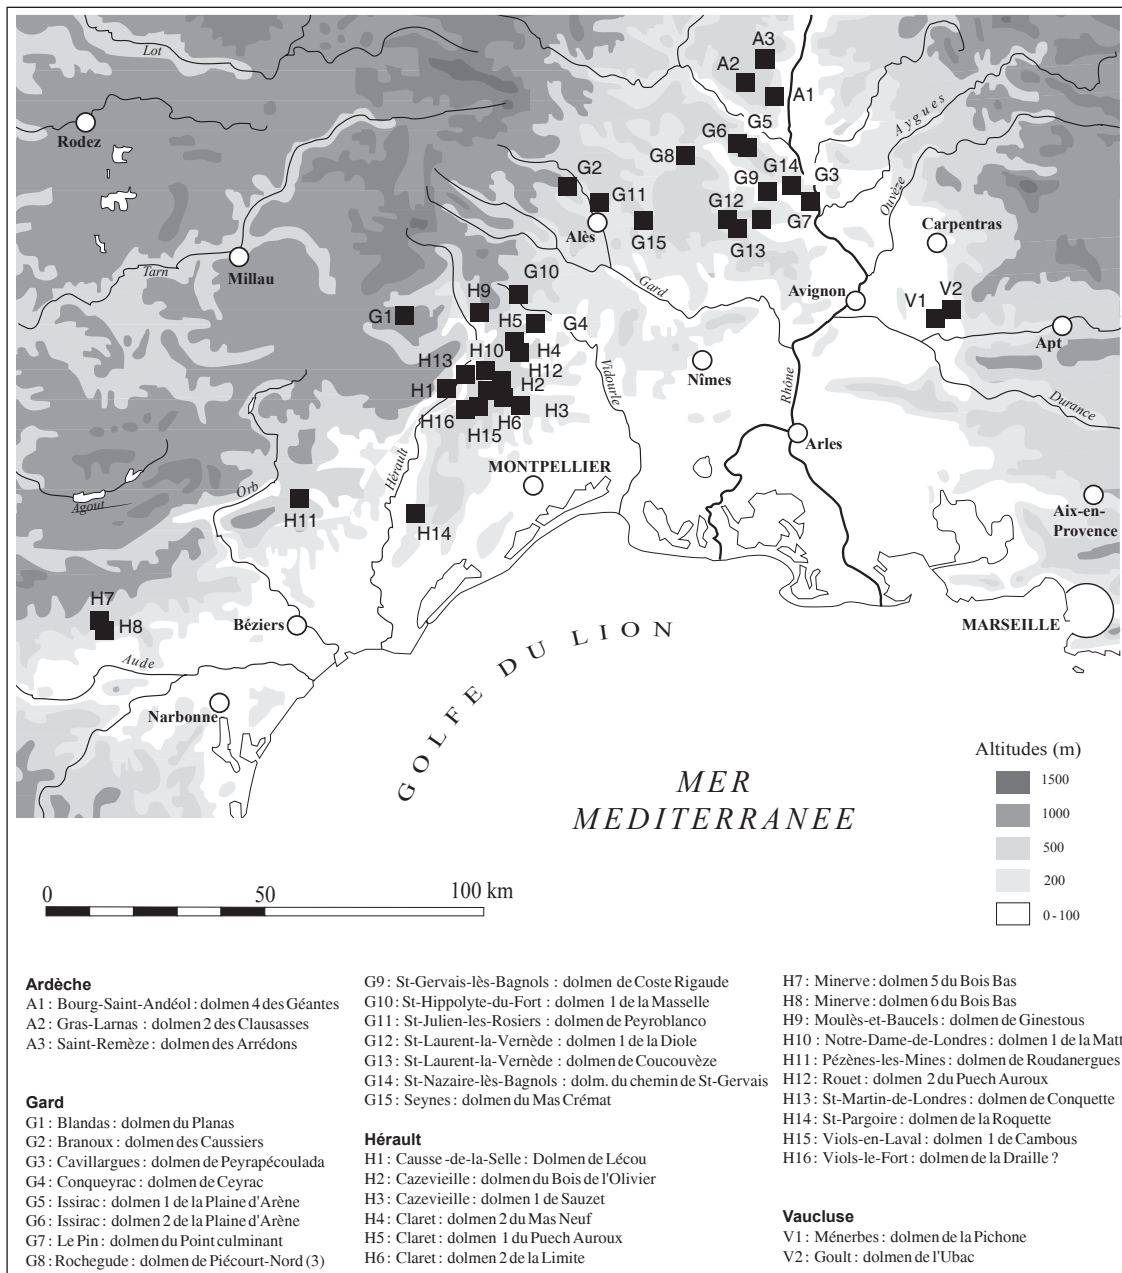 A3
A2
Lot
A1
Aygues
G5
G6
Rodez
G8
G2
G14
G3
G9
G11
Ouvèze
G12
G7
Carpentras
Alès
G15
G13
Tarn
Millau
G10
Gard
Avignon
H9
V2
V1
G1
H5
G4
Apt
H10
H4
H13
H12
Vidourle
Nîmes
Rhône
H2
H1
Durance
H3
H16
H6
H15
Arles
Hérault
MONTPELLIER
Orb
Agout
H11
H14
Aix-en-
Provence
H7
H8
Béziers
MARSEILLE
Aude
GOLFE DU LION
Narbonne
Altitudes (m)
1500
1000
500
200
0-100
MER
MEDITERRANEE
0 50 100 km
Ardèche
A1 : Bourg-Saint-Andéol : dolmen 4 des Géantes
A2 : Gras-Larnas : dolmen 2 des Clausasses
A3 : Saint-Remèze : dolmen des Arrédons
Gard
G1 : Blandas : dolmen du Planas
G2 : Branoux : dolmen des Caussiers
G3 : Cavillargues : dolmen de Peyrapécoulada
G4 : Conqueyrac : dolmen de Ceyrac
G5 : Issirac : dolmen 1 de la Plaine d'Arène
G6 : Issirac : dolmen 2 de la Plaine d'Arène
G7 : Le Pin : dolmen du Point culminant
G8 : Rochegude : dolmen de Piécourt-Nord (3)
G9 : St-Gervais-lès-Bagnols : dolmen de Coste Rigaude
G10 : St-Hippolyte-du-Fort : dolmen 1 de la Masselle
G11 : St-Julien-les-Rosiers : dolmen de Peyroblanco
G12 : St-Laurent-la-Vernède : dolmen 1 de la Diole
G13 : St-Laurent-la-Vernède : dolmen de Coucouvèze
G14 : St-Nazaire-lès-Bagnols : dolm. du chemin de St-Gervais
G15 : Seynes : dolmen du Mas Crémat
Hérault
H1 : Causse -de-la-Selle : Dolmen de Lécou
H2 : Cazevieille : dolmen du Bois de l'Olivier
H3 : Cazevieille : dolmen 1 de Sauzet
H4 : Claret : dolmen 2 du Mas Neuf
H5 : Claret : dolmen 1 du Puech Auroux
H6 : Claret : dolmen 2 de la Limite
H7 : Minerve : dolmen 5 du Bois Bas
H8 : Minerve : dolmen 6 du Bois Bas
H9 : Moulès-et-Baucels : dolmen de Ginestous
H10 : Notre-Dame-de-Londres : dolmen 1 de la Matt
H11 : Pézènes-les-Mines : dolmen de Roudanergues
H12 : Rouet : dolmen 2 du Puech Auroux
H13 : St-Martin-de-Londres : dolmen de Conquette
H14 : St-Pargoire : dolmen de la Roquette
H15 : Viols-en-Laval : dolmen 1 de Cambous
H16 : Viols-le-Fort : dolmen de la Draille ?
Vaucluse
V1 : Ménerbes : dolmen de la Pichone
V2 : Goult : dolmen de l'Ubac